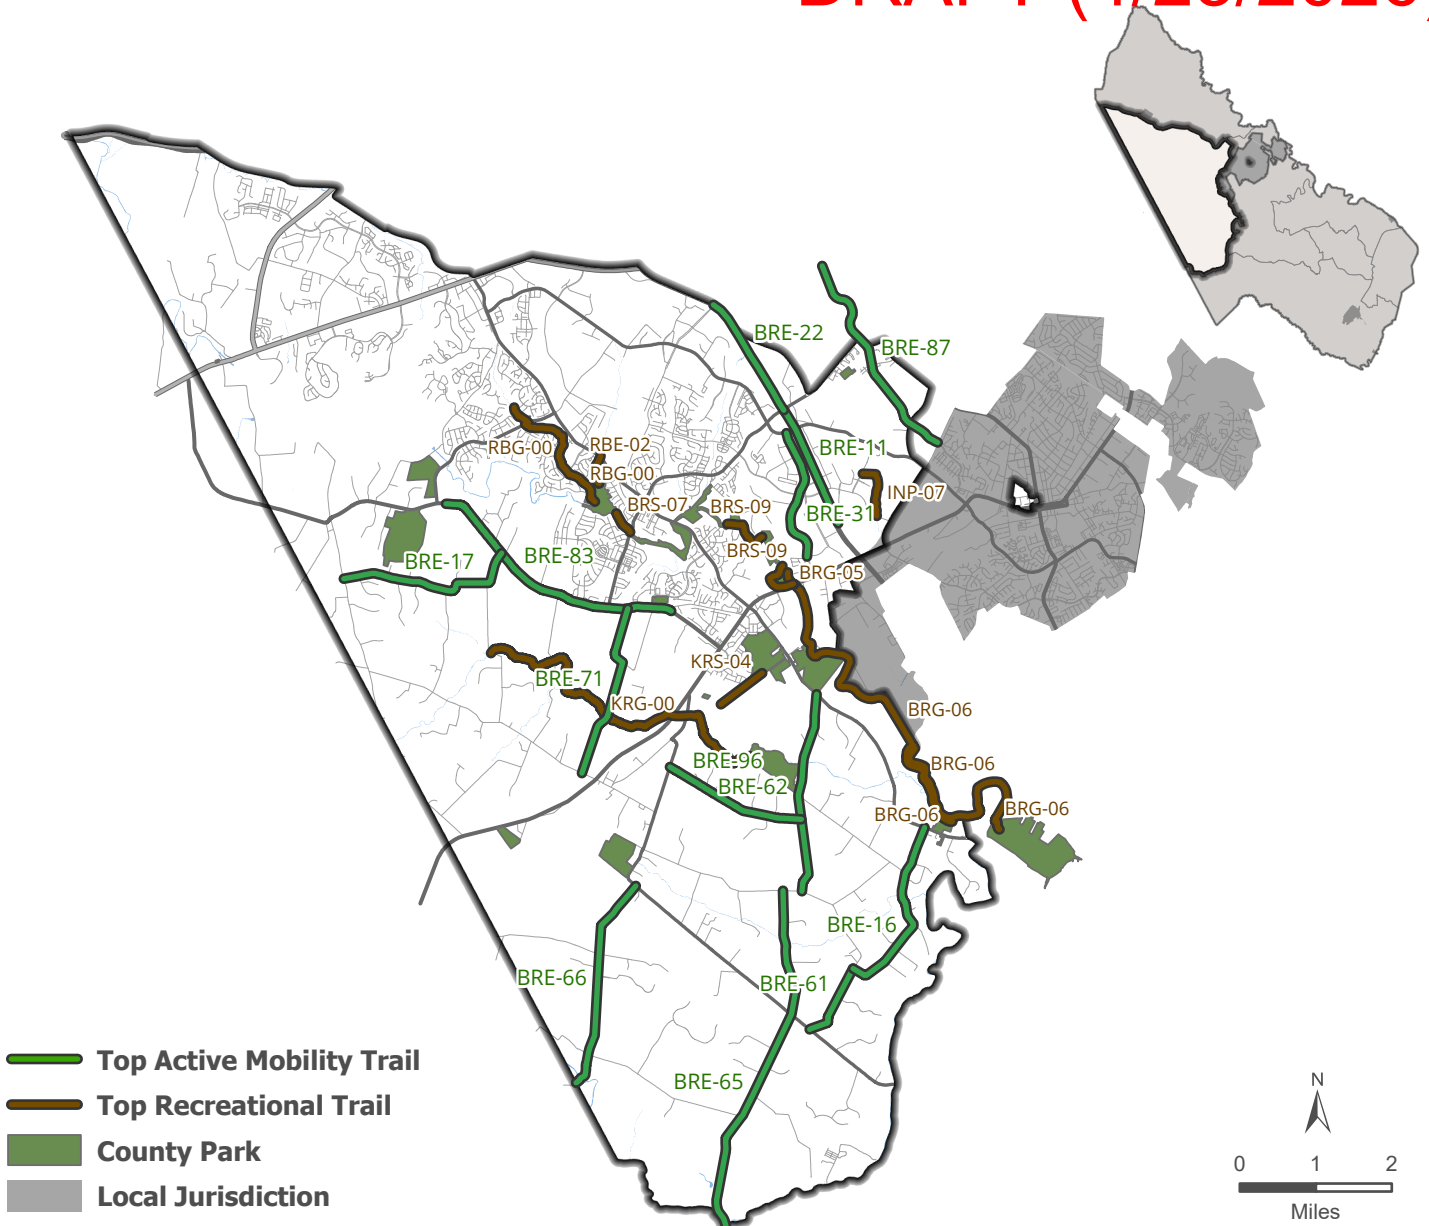 BRE-22
BRE-87
RBG-00
RBE-02
BRE-11
RBG-00
INP-07
BRS-07
BRS-09
BRE-31
BRE-17
BRE-83
BRS-09
BRG-05
KRS-04
BRE-71
KRG-00
BRG-06
BRE-96
BRG-06
BRE-62
BRG-06
BRG-06
BRE-16
BRE-66
BRE-61
BRE-65
Top Active Mobility Trail
Top Recreational Trail
County Park
Local Jurisdiction
N
0 1 2
Miles